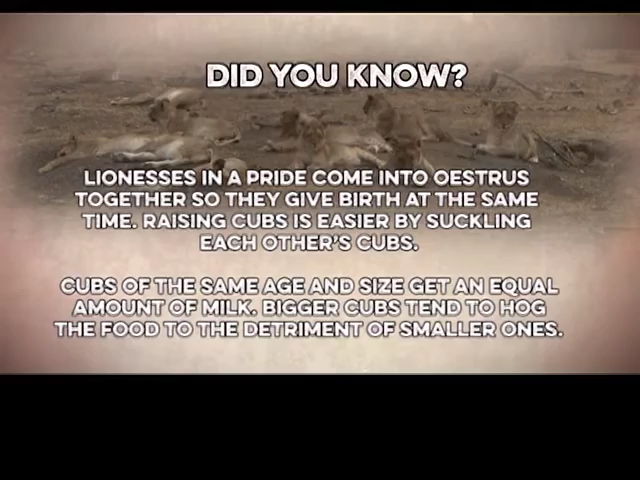 DID YOU KNOW?
LIONESSES IN A PRIDE COME INTO OESTRUS
TOGETHER SO THEY GIVE BIRTH AT THE SAME
TIME. RAISING CUBS IS EASIER BY SUCKLING
EACH OTHER'S CUBS.
CUBS OF THE SAME AGE AND SIZE GET AN EQUAL
AMOUNT OF MILK. BIGGER CUBS TEND TO HOG
THE FOOD TO THE DETRIMENT OF SMALLER ONES.